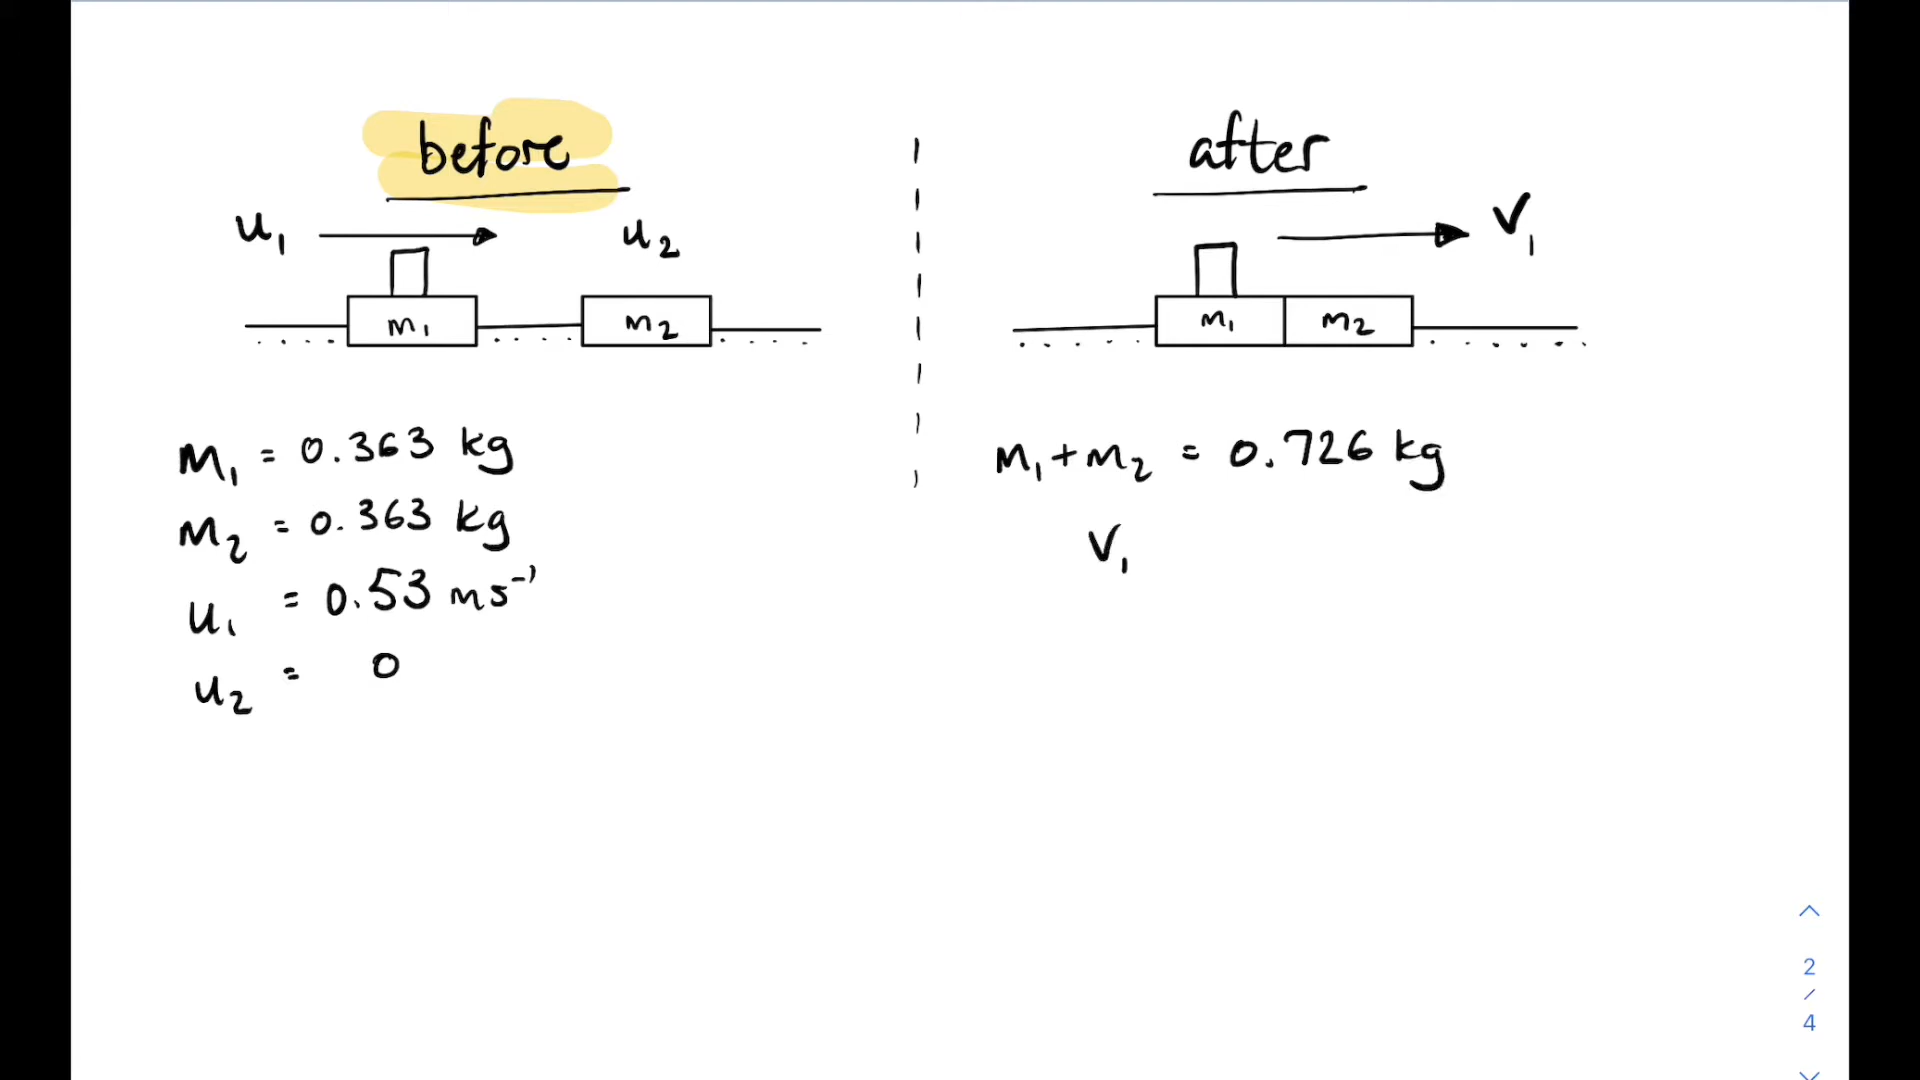 before
after
u₁
u₂
v₁
m₁
m₂
m₁
m₂
m₁ = 0.363 kg
m₂ = 0.363 kg
u₁ = 0.53 ms⁻¹
u₂ = 0
m₁+m₂ = 0.726 kg
v₁
2
/
4